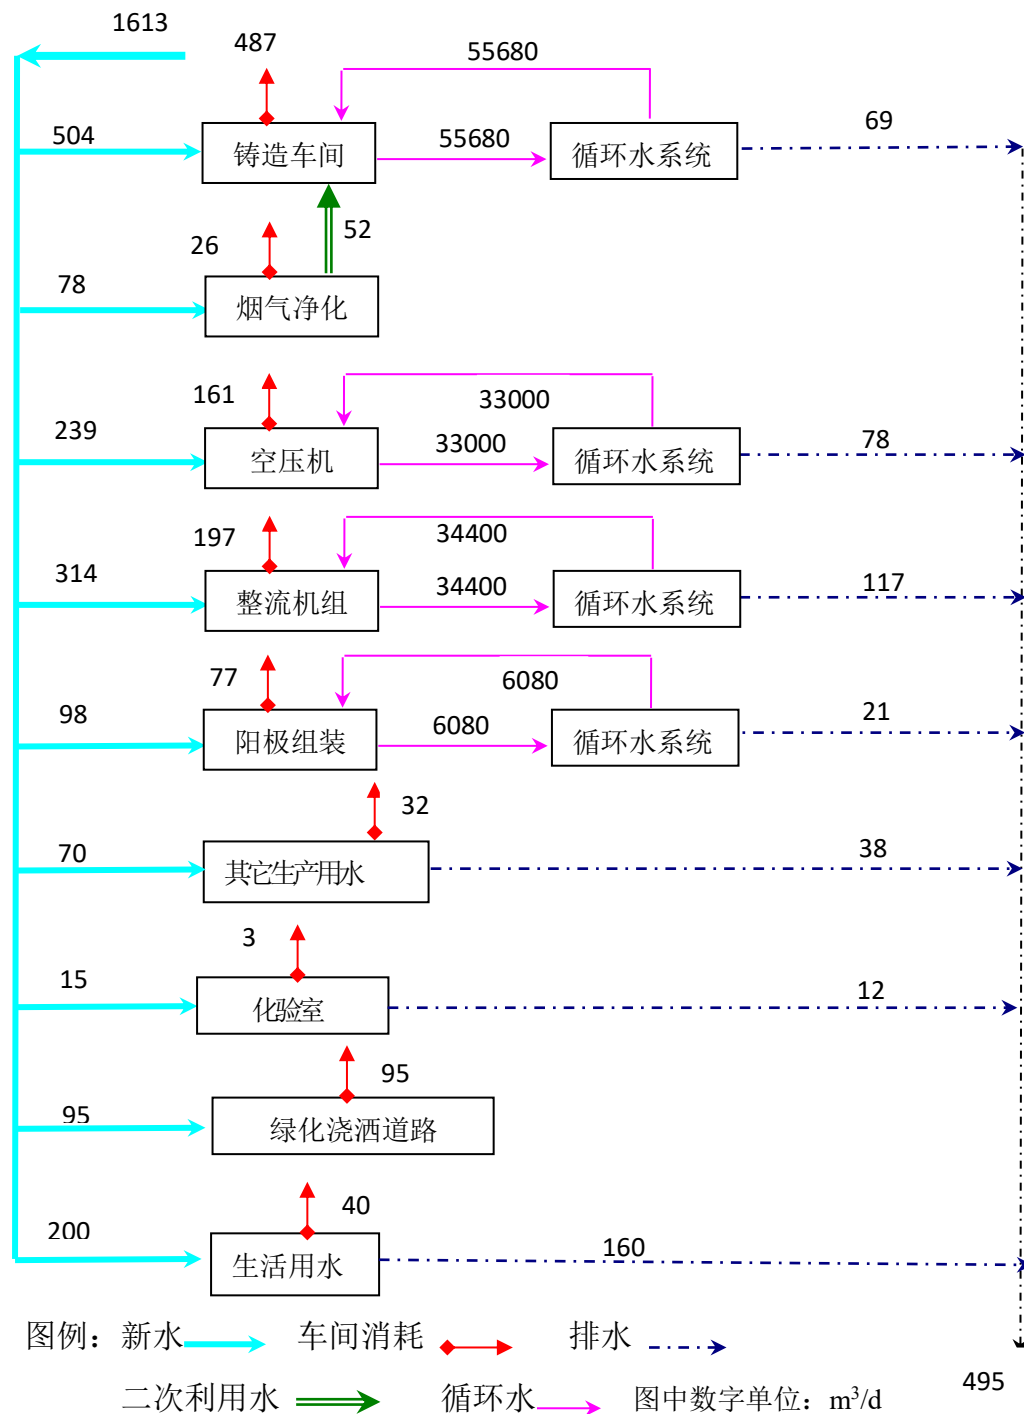 1613
487
55680
504
铸造车间
55680
循环水系统
69
52
26
78
烟气净化
161
33000
239
空压机
33000
循环水系统
78
197
34400
314
整流机组
34400
循环水系统
117
77
6080
98
阳极组装
6080
循环水系统
21
32
70
其它生产用水
38
3
15
化验室
12
95
95
绿化浇洒道路
40
200
生活用水
160
图例：新水 车间消耗 排水
495
二次利用水 循环水 图中数字单位：m³/d